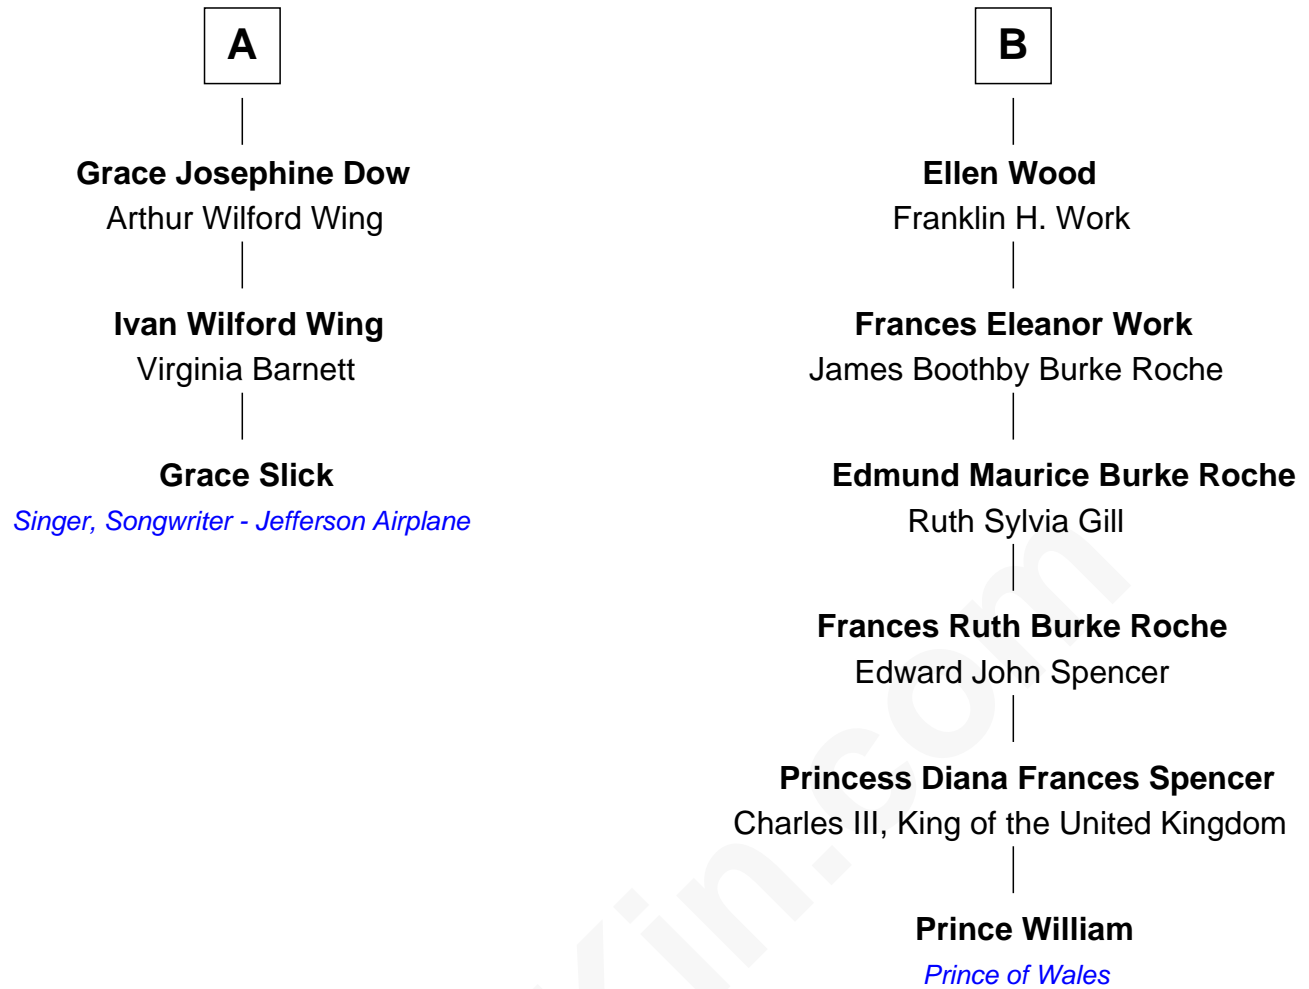 A
Grace Josephine Dow
Arthur Wilford Wing
Ivan Wilford Wing
Virginia Barnett
Grace Slick
Singer, Songwriter - Jefferson Airplane
B
Ellen Wood
Franklin H. Work
Frances Eleanor Work
James Boothby Burke Roche
Edmund Maurice Burke Roche
Ruth Sylvia Gill
Frances Ruth Burke Roche
Edward John Spencer
Princess Diana Frances Spencer
Charles III, King of the United Kingdom
Prince William
Prince of Wales